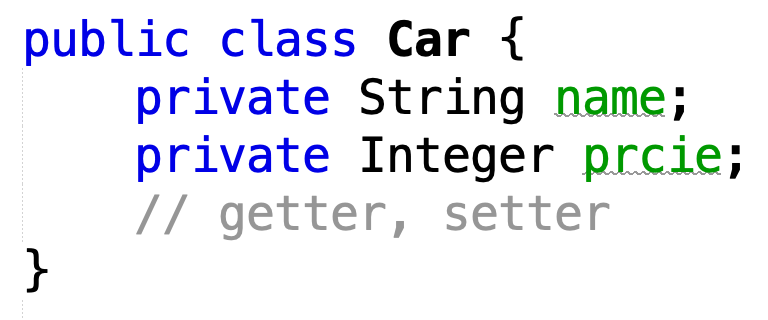 public class Car {
    private String name;
    private Integer prcie;
    // getter, setter
}